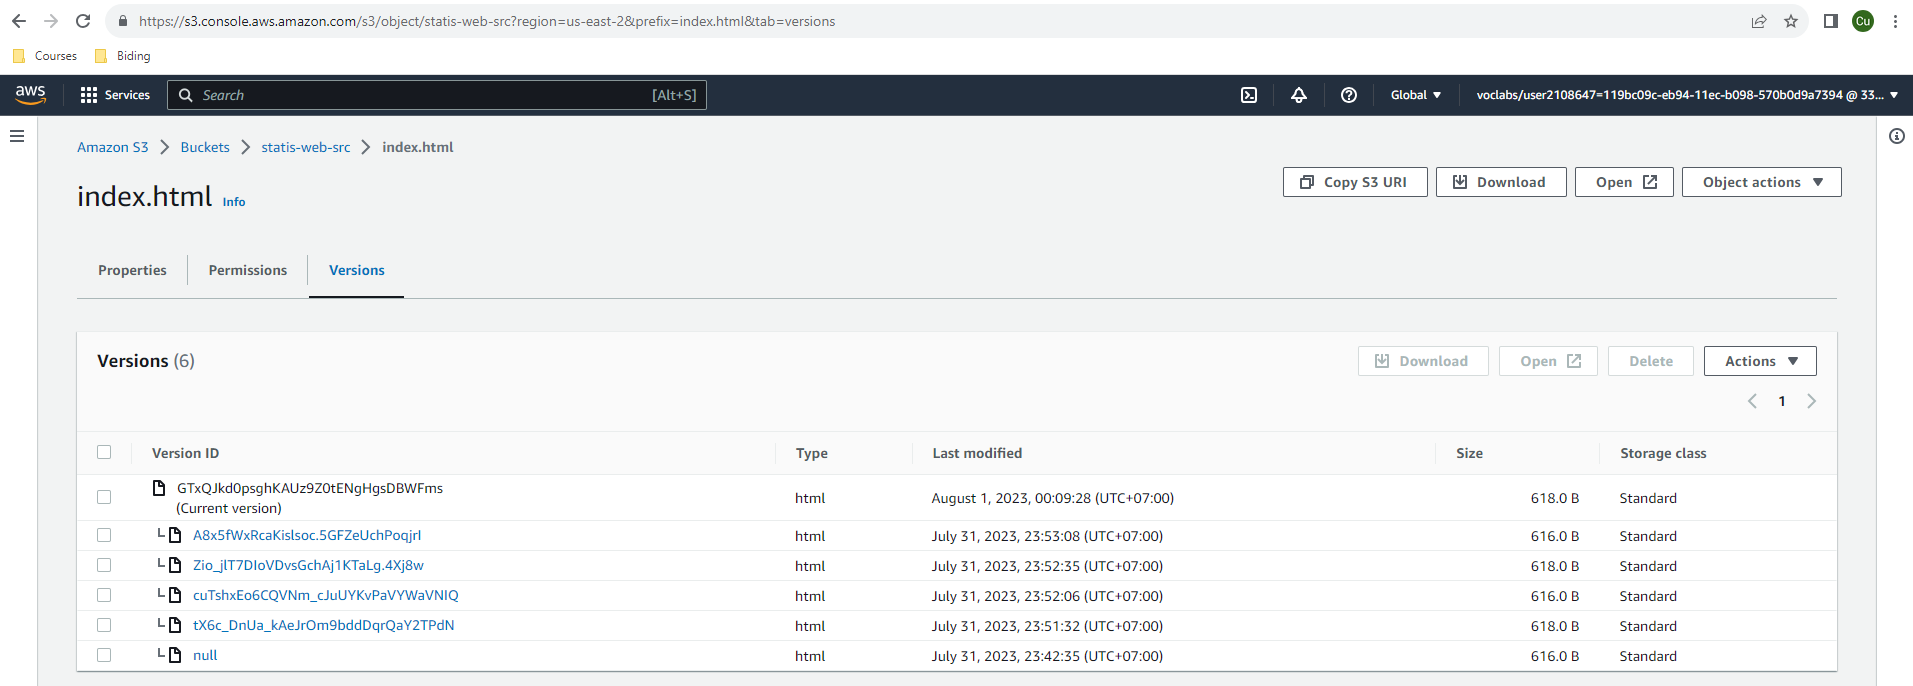 https://s3.console.aws.amazon.com/s3/object/statis-web-src?region=us-east-2&prefix=index.html&tab=versions
Cu
Courses Biding
aws Services Search [Alt+S] Global voclabs/user2108647=119bc09c-eb94-11ec-b098-570b0d9a7394 @ 33...
Amazon S3 Buckets statis-web-src index.html
index.html Info
Copy S3 URI Download Open Object actions
Properties Permissions Versions
Versions (6) Download Open Delete Actions
1
Version ID Type Last modified Size Storage class
GTxQJkd0psghKAUz9Z0tENgHgsDBWFms
(Current version) html August 1, 2023, 00:09:28 (UTC+07:00) 618.0 B Standard
A8x5fWxRcaKislsoc.5GFZeUchPoqjrI html July 31, 2023, 23:53:08 (UTC+07:00) 616.0 B Standard
Zio_jlT7DIoVDvsGchAj1KTaLg.4Xj8w html July 31, 2023, 23:52:35 (UTC+07:00) 618.0 B Standard
cuTshxEo6CQVNm_cJuUYKvPaVYWaVNIQ html July 31, 2023, 23:52:06 (UTC+07:00) 616.0 B Standard
tX6c_DnUa_kAeJrOm9bddDqrQaY2TPdN html July 31, 2023, 23:51:32 (UTC+07:00) 618.0 B Standard
null html July 31, 2023, 23:42:35 (UTC+07:00) 616.0 B Standard